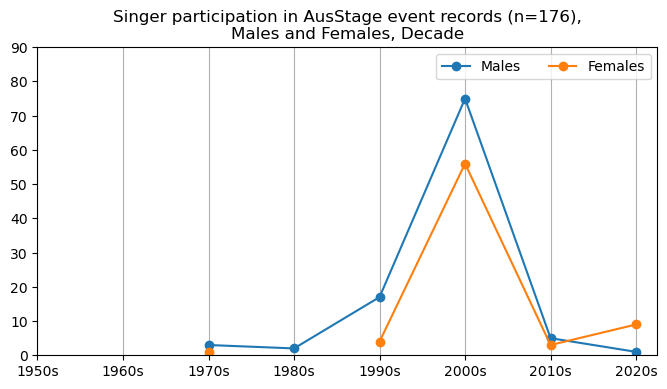 Singer participation in AusStage event records (n=176),
Males and Females, Decade
Males
Females
90
80
70
60
50
40
30
20
10
0
1950s 1960s 1970s 1980s 1990s 2000s 2010s 2020s